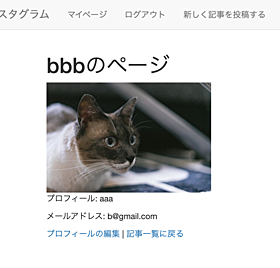 スタグラム マイページ ログアウト 新しく記事を投稿する
bbbのページ
プロフィール: aaa
メールアドレス: b@gmail.com
プロフィールの編集 | 記事一覧に戻る